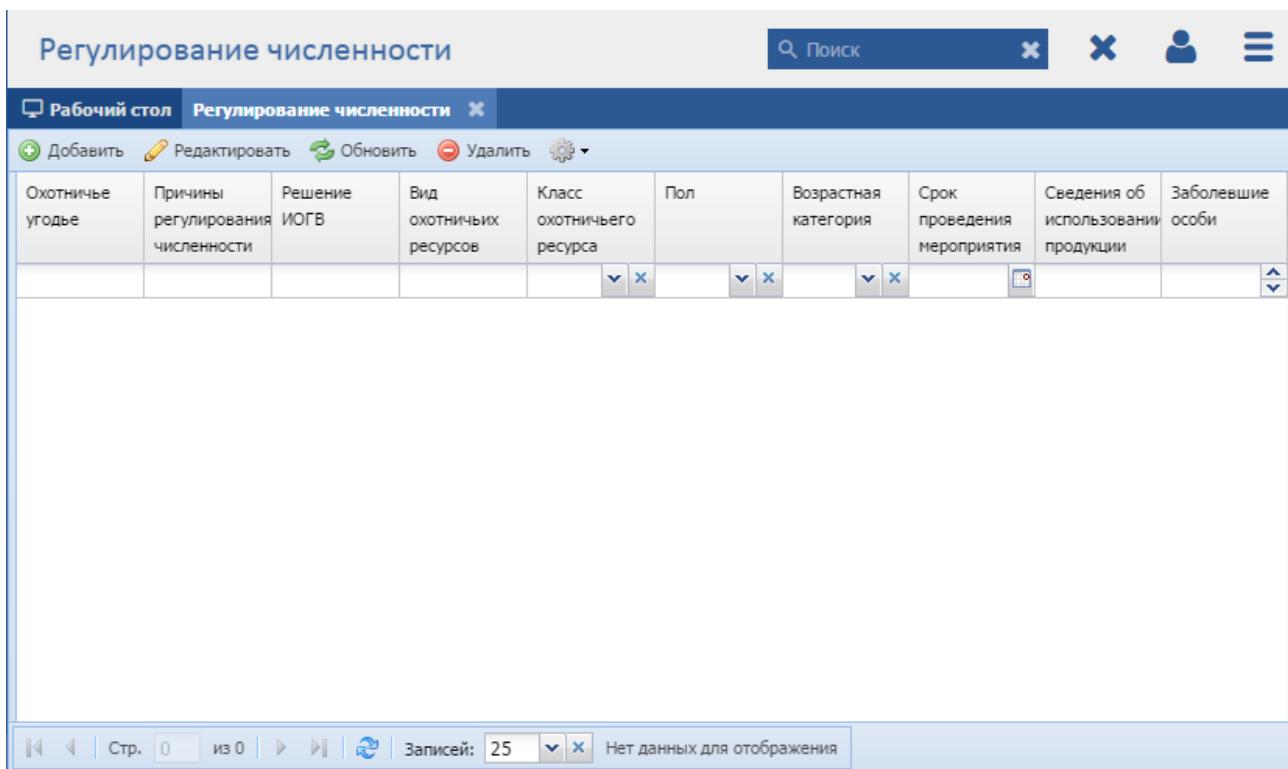 Регулирование численности
Поиск
Рабочий стол Регулирование численности
Добавить Редактировать Обновить Удалить
Охотничье угодье
Причины регулирования численности
Решение ИОГВ
Вид охотничьих ресурсов
Класс охотничьего ресурса
Пол
Возрастная категория
Срок проведения мероприятия
Сведения об использовании продукции
Заболевшие особи
Стр. 0 из 0 Записей: 25 Нет данных для отображения